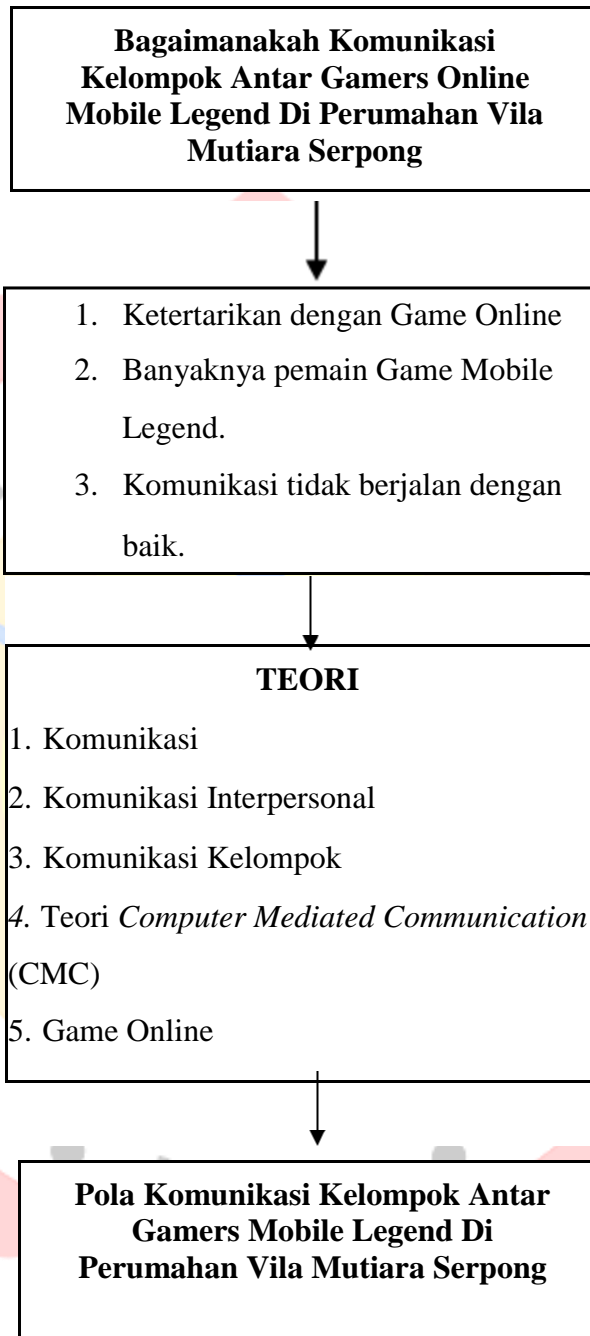 Bagaimanakah Komunikasi
Kelompok Antar Gamers Online
Mobile Legend Di Perumahan Vila
Mutiara Serpong
1. Ketertarikan dengan Game Online
2. Banyaknya pemain Game Mobile
Legend.
3. Komunikasi tidak berjalan dengan
baik.
TEORI
1. Komunikasi
2. Komunikasi Interpersonal
3. Komunikasi Kelompok
4. Teori Computer Mediated Communication
(CMC)
5. Game Online
Pola Komunikasi Kelompok Antar
Gamers Mobile Legend Di
Perumahan Vila Mutiara Serpong